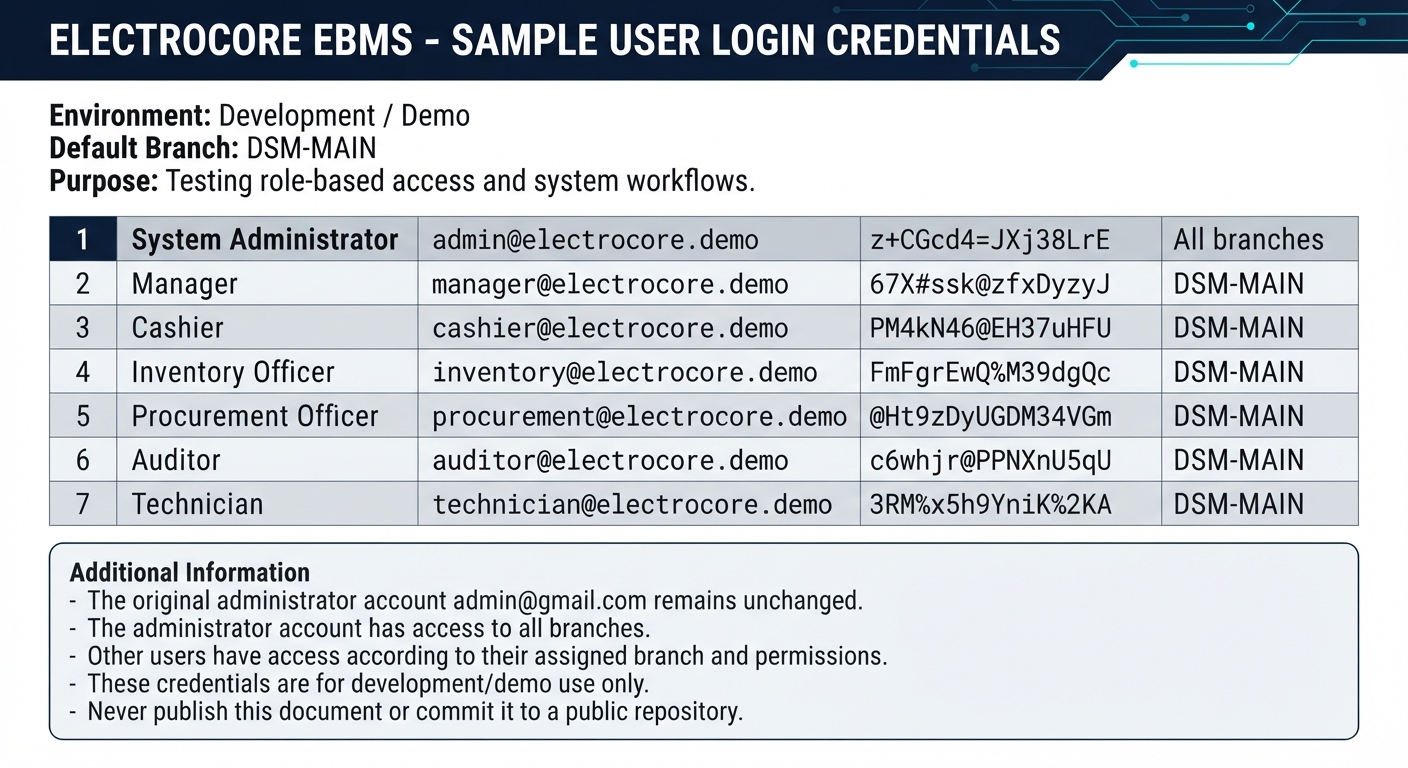 ELECTROCORE EBMS - SAMPLE USER LOGIN CREDENTIALS
Environment: Development / Demo
Default Branch: DSM-MAIN
Purpose: Testing role-based access and system workflows.
1 System Administrator admin@electrocore.demo z+CGcd4=JXj38LrE All branches
2 Manager manager@electrocore.demo 67X#ssk@zfxDyzyJ DSM-MAIN
3 Cashier cashier@electrocore.demo PM4kN46@EH37uHFU DSM-MAIN
4 Inventory Officer inventory@electrocore.demo FmFgrEwQ%M39dgQc DSM-MAIN
5 Procurement Officer procurement@electrocore.demo @Ht9zDyUGDM34VGm DSM-MAIN
6 Auditor auditor@electrocore.demo c6whjr@PPNXnU5qU DSM-MAIN
7 Technician technician@electrocore.demo 3RM%x5h9YniK%2KA DSM-MAIN
Additional Information
- The original administrator account admin@gmail.com remains unchanged.
- The administrator account has access to all branches.
- Other users have access according to their assigned branch and permissions.
- These credentials are for development/demo use only.
- Never publish this document or commit it to a public repository.